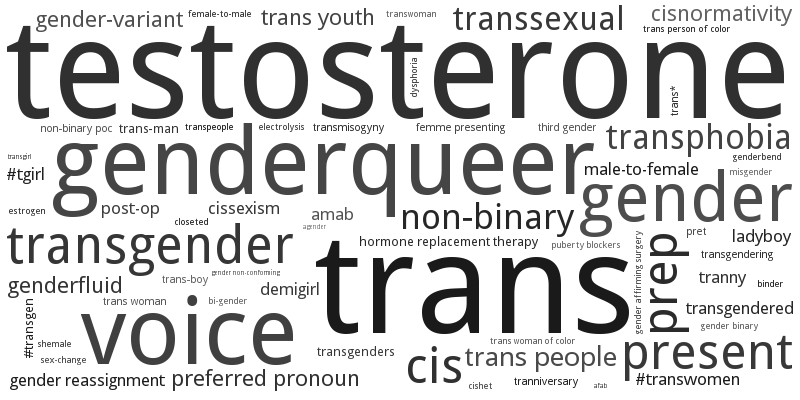 gender-variant
female-to-male
trans youth
transwoman
transsexual
cisnormativity
trans person of color
testosterone
dysphoria
trans*
non-binary poc
trans-man
transpeople
electrolysis
transmisogyny
femme presenting
third gender
transphobia
transgirl
#tgirl
genderqueer
genderbend
male-to-female
misgender
gender
estrogen
post-op
cissexism
amab
non-binary
closeted
agender
transgender
hormone replacement therapy
puberty blockers
gender affirming surgery
prep
pret
ladyboy
transgendering
gender non-conforming
trans
genderfluid
trans-boy
demigirl
tranny
binder
#transgen
trans woman
bi-gender
voice
transgendered
gender binary
shemale
sex-change
transgenders
trans woman of color
cis
trans people
present
gender reassignment
preferred pronoun
cishet
tranniversary
afab
#transwomen